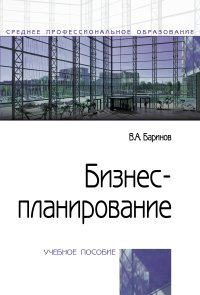 СРЕДНЕЕ ПРОФЕССИОНАЛЬНОЕ ОБРАЗОВАНИЕ
В.А. Баринов
Бизнес-
планирование
УЧЕБНОЕ ПОСОБИЕ